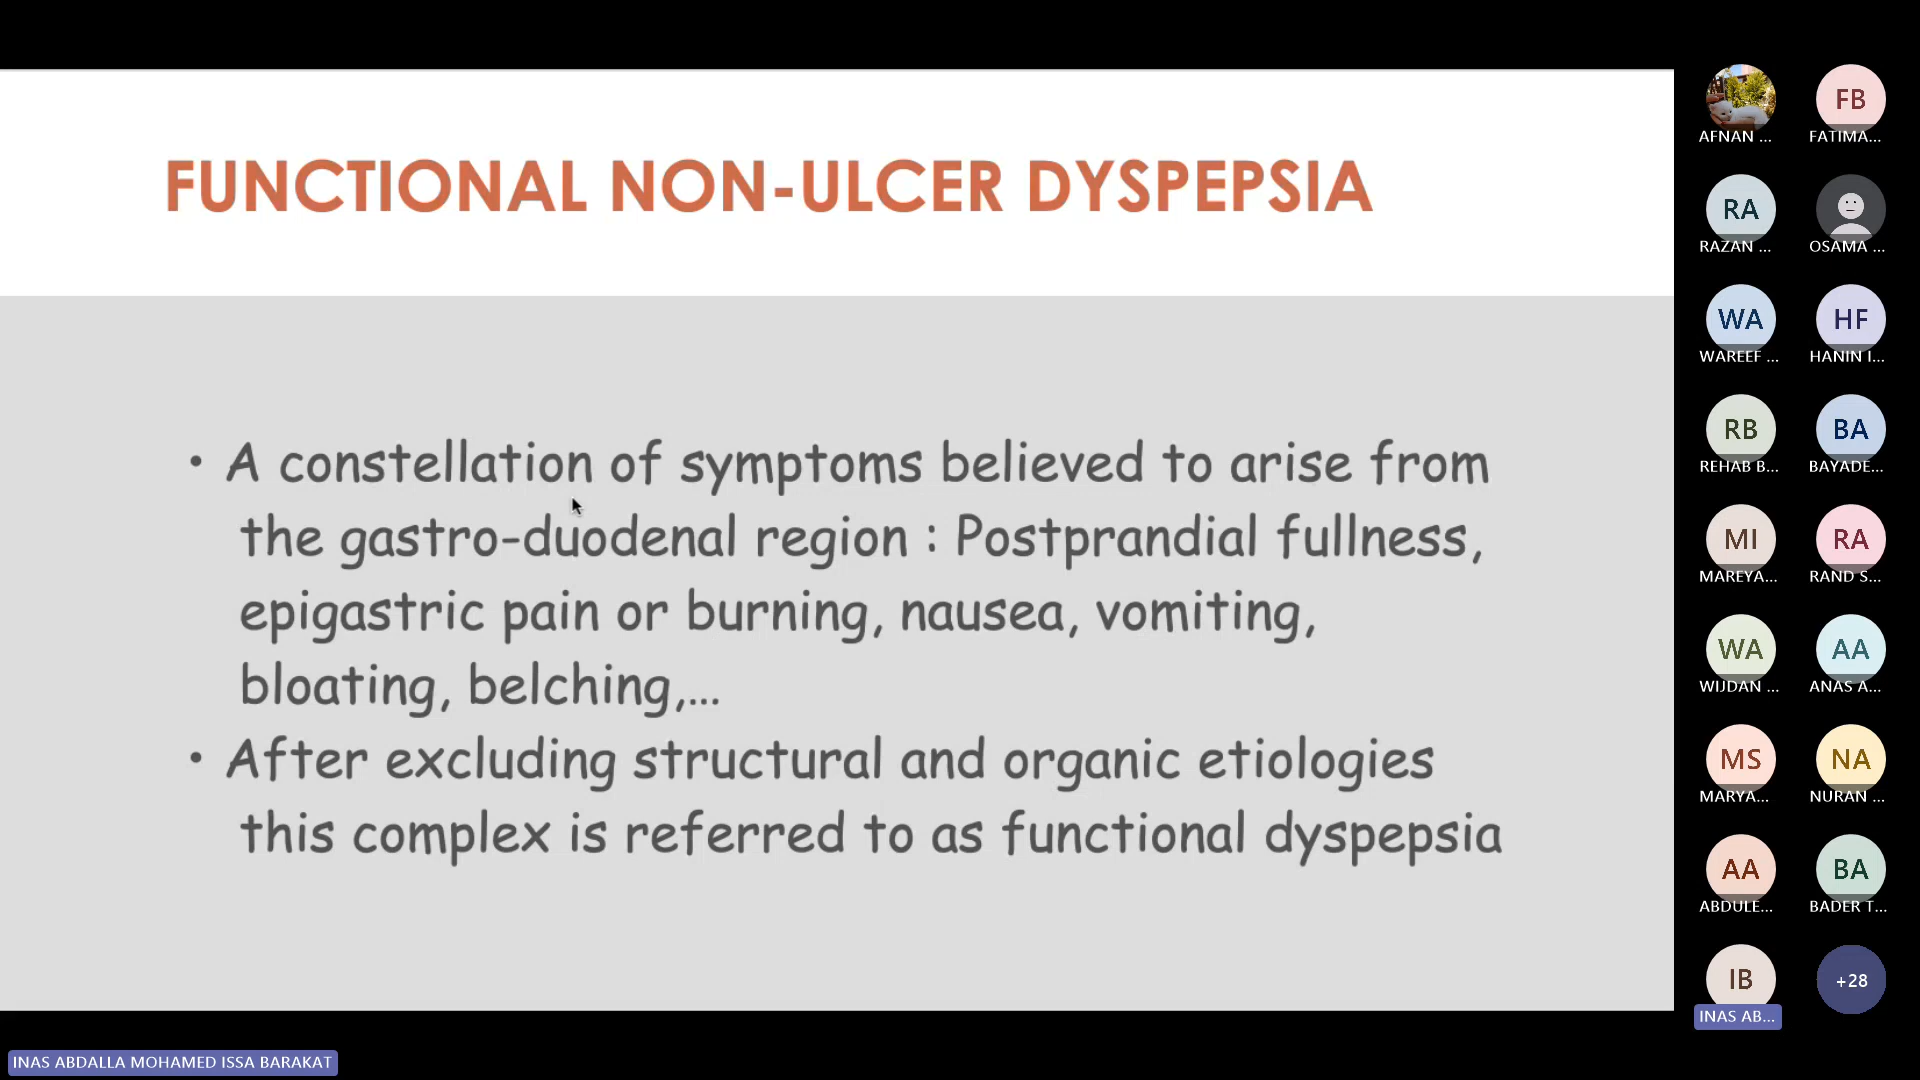 FUNCTIONAL NON-ULCER DYSPEPSIA
• A constellation of symptoms believed to arise from
the gastro-duodenal region : Postprandial fullness,
epigastric pain or burning, nausea, vomiting,
bloating, belching,...
• After excluding structural and organic etiologies
this complex is referred to as functional dyspepsia
AFNAN ...
FB
FATIMA...
RA
RAZAN ...
OSAMA ...
WA
WAREEF ...
HF
HANIN I...
RB
REHAB B...
BA
BAYADE...
MI
MAREYA...
RA
RAND S...
WA
WIJDAN ...
AA
ANAS A...
MS
MARYA...
NA
NURAN ...
AA
ABDULE...
BA
BADER T...
IB
INAS AB...
+28
INAS ABDALLA MOHAMED ISSA BARAKAT